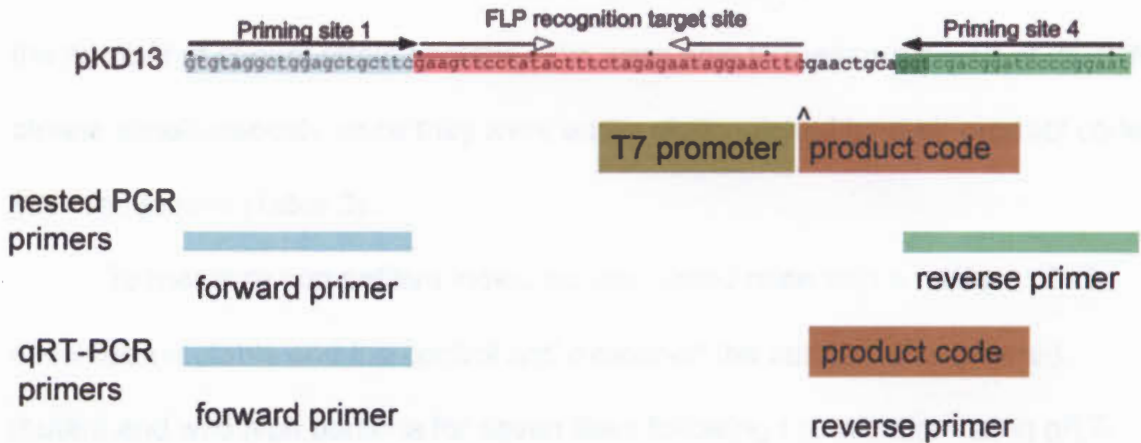 FLP recognition target site
Priming site 1 Priming site 4
pKD13 gtgtaggctggagctgcttcgaagttcctatactttctagagaataggaacttcgaactgcaggtcgacggatccccggaat
^
T7 promoter product code
nested PCR
primers
forward primer reverse primer
qRT-PCR product code
primers
forward primer reverse primer